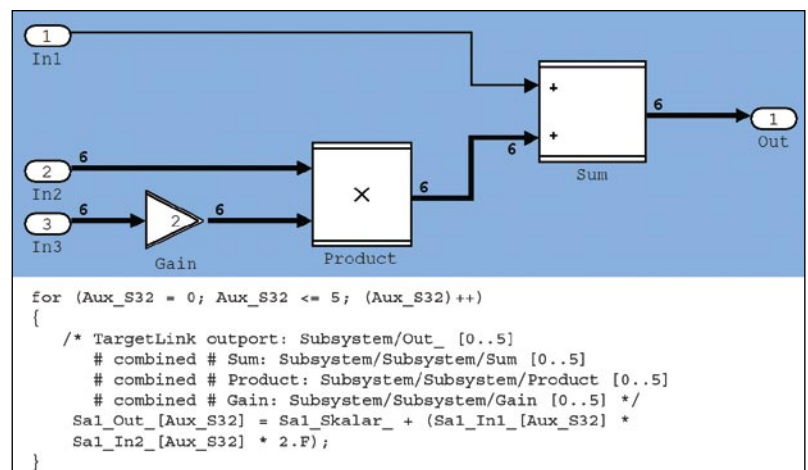 1
In1
+
6
+
6
1
Out
Sum
6
2
In2
6
×
6
6
3
In3
2
6
Gain
Product
for (Aux_S32 = 0; Aux_S32 <= 5; (Aux_S32)++)
{
/* TargetLink outport: Subsystem/Out_ [0..5]
# combined # Sum: Subsystem/Subsystem/Sum [0..5]
# combined # Product: Subsystem/Subsystem/Product [0..5]
# combined # Gain: Subsystem/Subsystem/Gain [0..5] */
Sa1_Out_[Aux_S32] = Sa1_Skalar_ + (Sa1_In1_[Aux_S32] *
Sa1_In2_[Aux_S32] * 2.F);
}